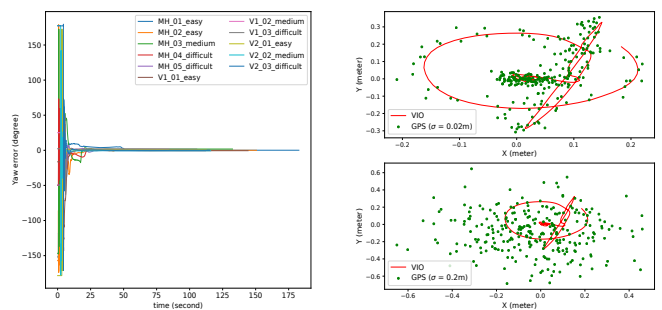 MH_01_easy
MH_02_easy
MH_03_medium
MH_04_difficult
MH_05_difficult
V1_01_easy
V1_02_medium
V1_03_difficult
V2_01_easy
V2_02_medium
V2_03_difficult
Yaw error (degree)
150
100
50
0
−50
−100
−150
0 25 50 75 100 125 150 175
time (second)
Y (meter)
0.3
0.2
0.1
0.0
−0.1
−0.2
−0.3
VIO
GPS (σ = 0.02m)
−0.2 −0.1 0.0 0.1 0.2
X (meter)
Y (meter)
0.6
0.4
0.2
0.0
−0.2
−0.4
−0.6
VIO
GPS (σ = 0.2m)
−0.6 −0.4 −0.2 0.0 0.2 0.4
X (meter)